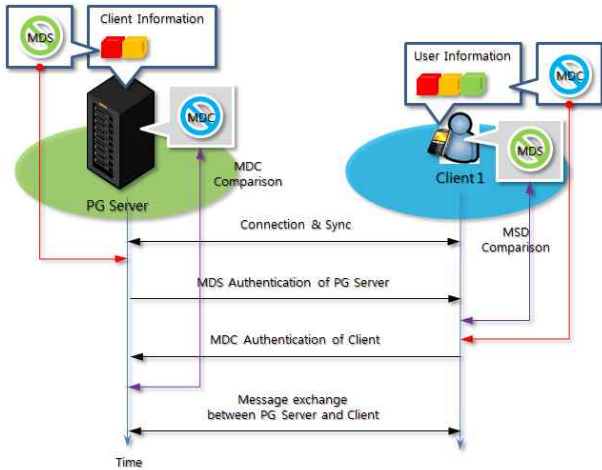 Client Information
MDS
User Information
MDC
MDC
MDS
MDC
Comparison
PG Server
Client 1
MSD
Comparison
Connection & Sync
MDS Authentication of PG Server
MDC Authentication of Client
Message exchange
between PG Server and Client
Time